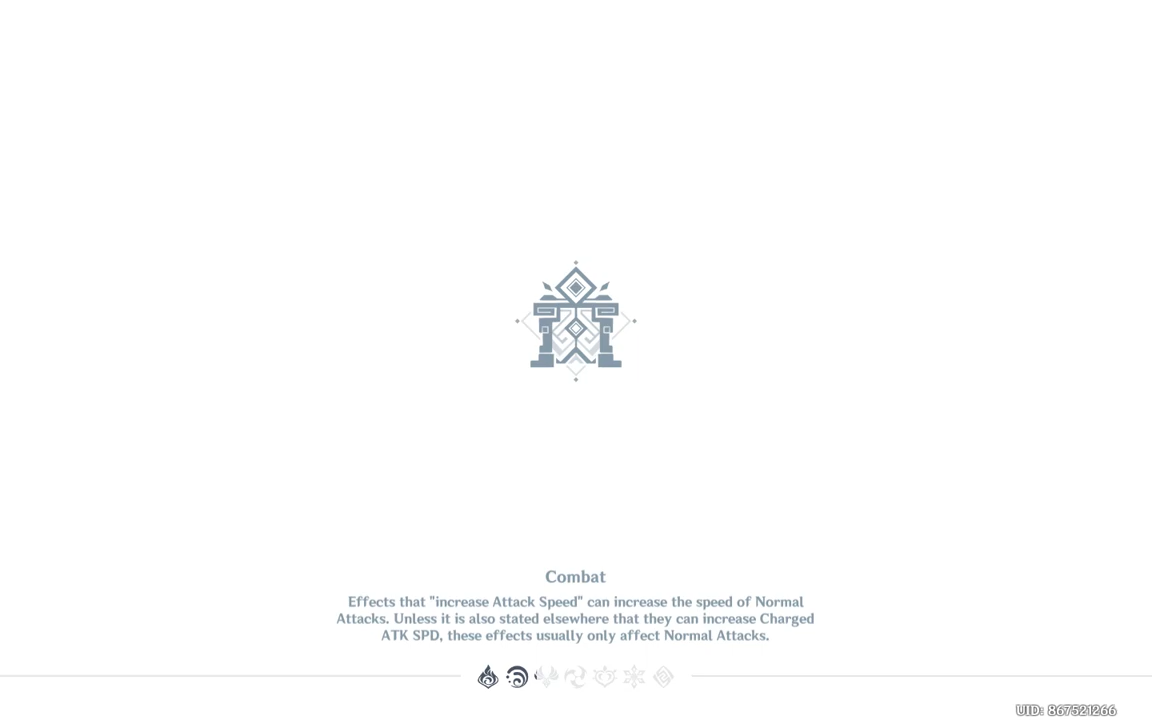 Combat
Effects that "increase Attack Speed" can increase the speed of Normal
Attacks. Unless it is also stated elsewhere that they can increase Charged
ATK SPD, these effects usually only affect Normal Attacks.
UID: 867521266